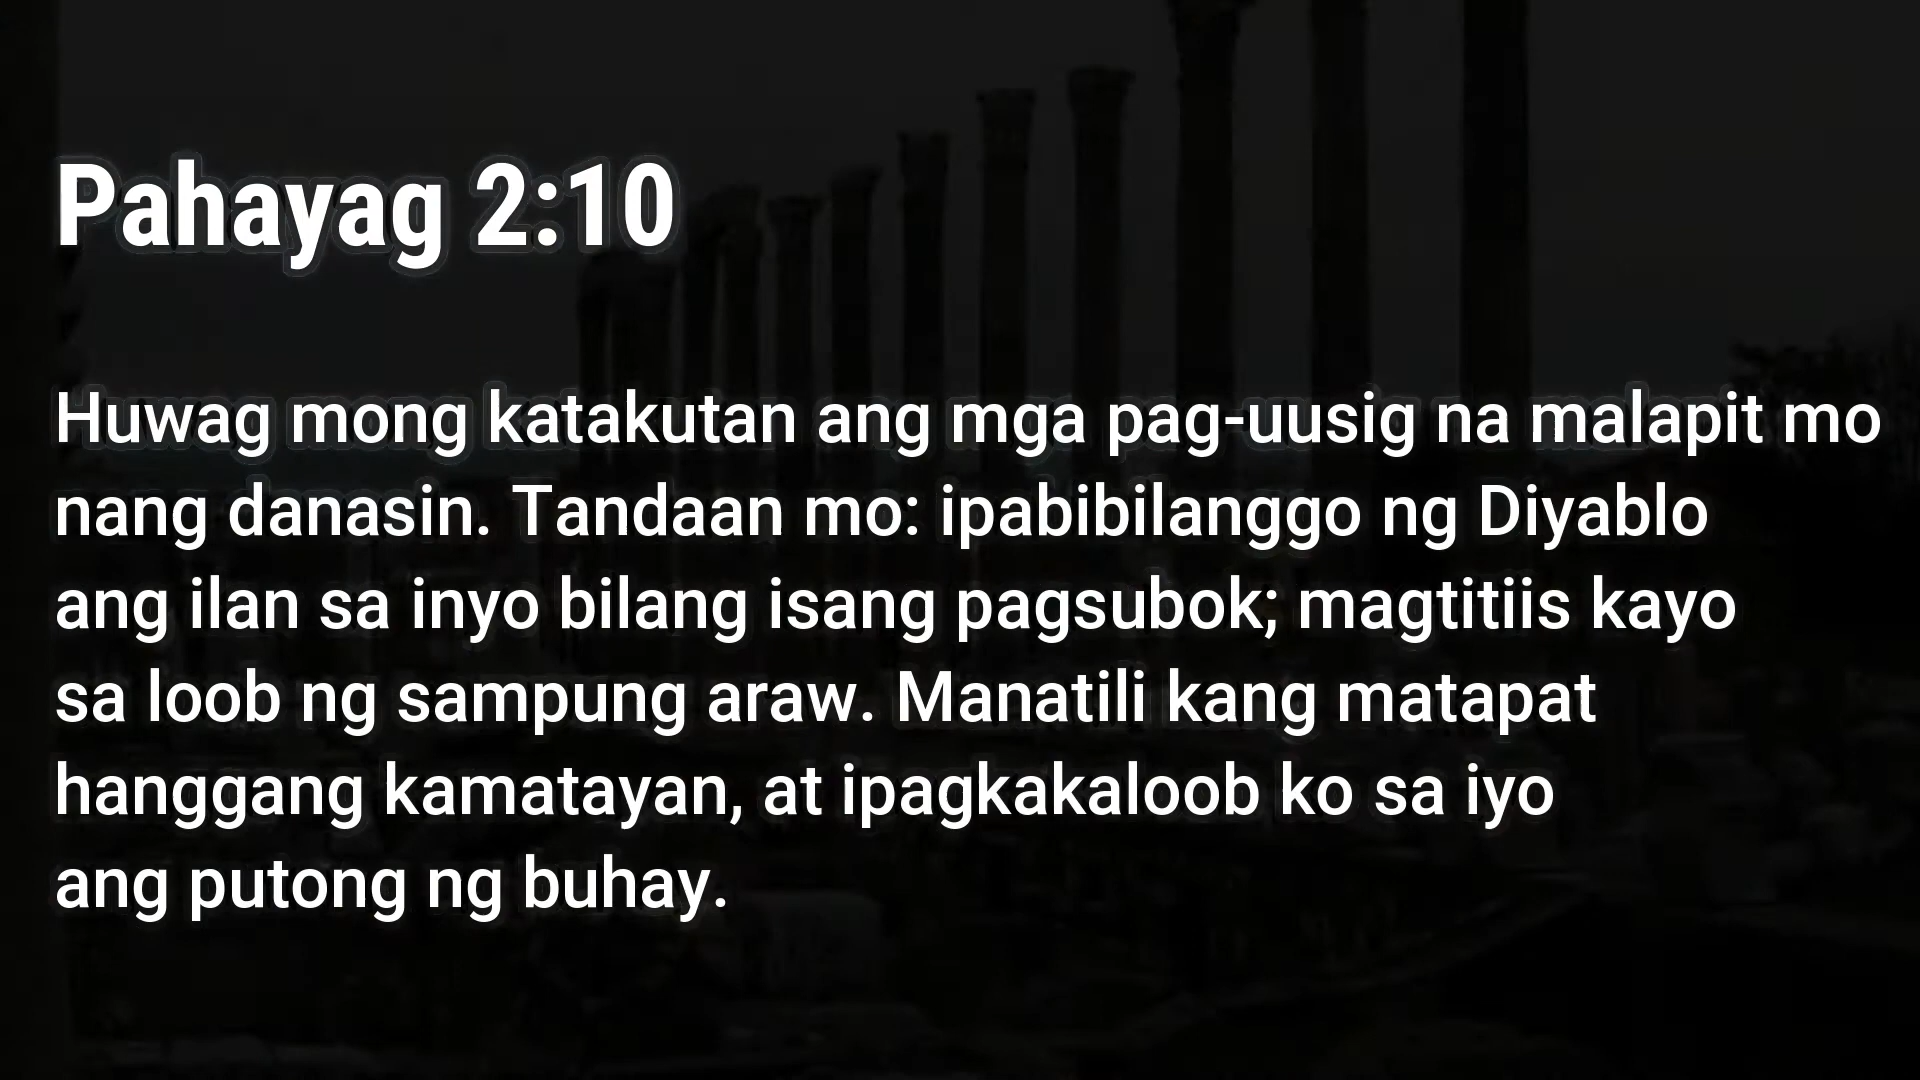 Pahayag 2:10
Huwag mong katakutan ang mga pag-uusig na malapit mo
nang danasin. Tandaan mo: ipabibilanggo ng Diyablo
ang ilan sa inyo bilang isang pagsubok; magtitiis kayo
sa loob ng sampung araw. Manatili kang matapat
hanggang kamatayan, at ipagkakaloob ko sa iyo
ang putong ng buhay.